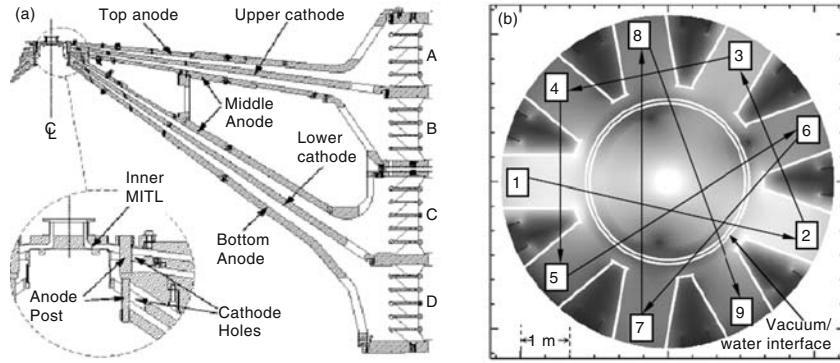 (a)
Top anode
Upper cathode
A
Middle
Anode
B
℄
Lower
cathode
Inner
MITL
C
Bottom
Anode
Anode
Post
Cathode
Holes
D
(b)
8
3
4
6
1
2
5
7
9
Vacuum/
water interface
1 m